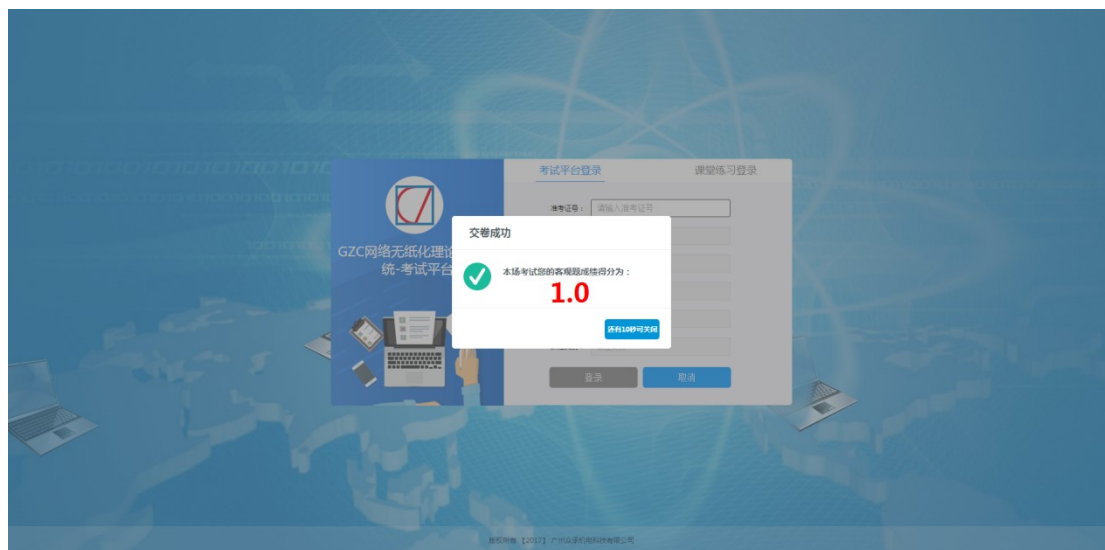 考试平台登录
课堂练习登录
准考证号：
请输入准考证号
GZC网络无纸化理论
统-考试平台
交卷成功
本场考试您的客观题成绩得分为：
1.0
还有10秒可关闭
登录
取消